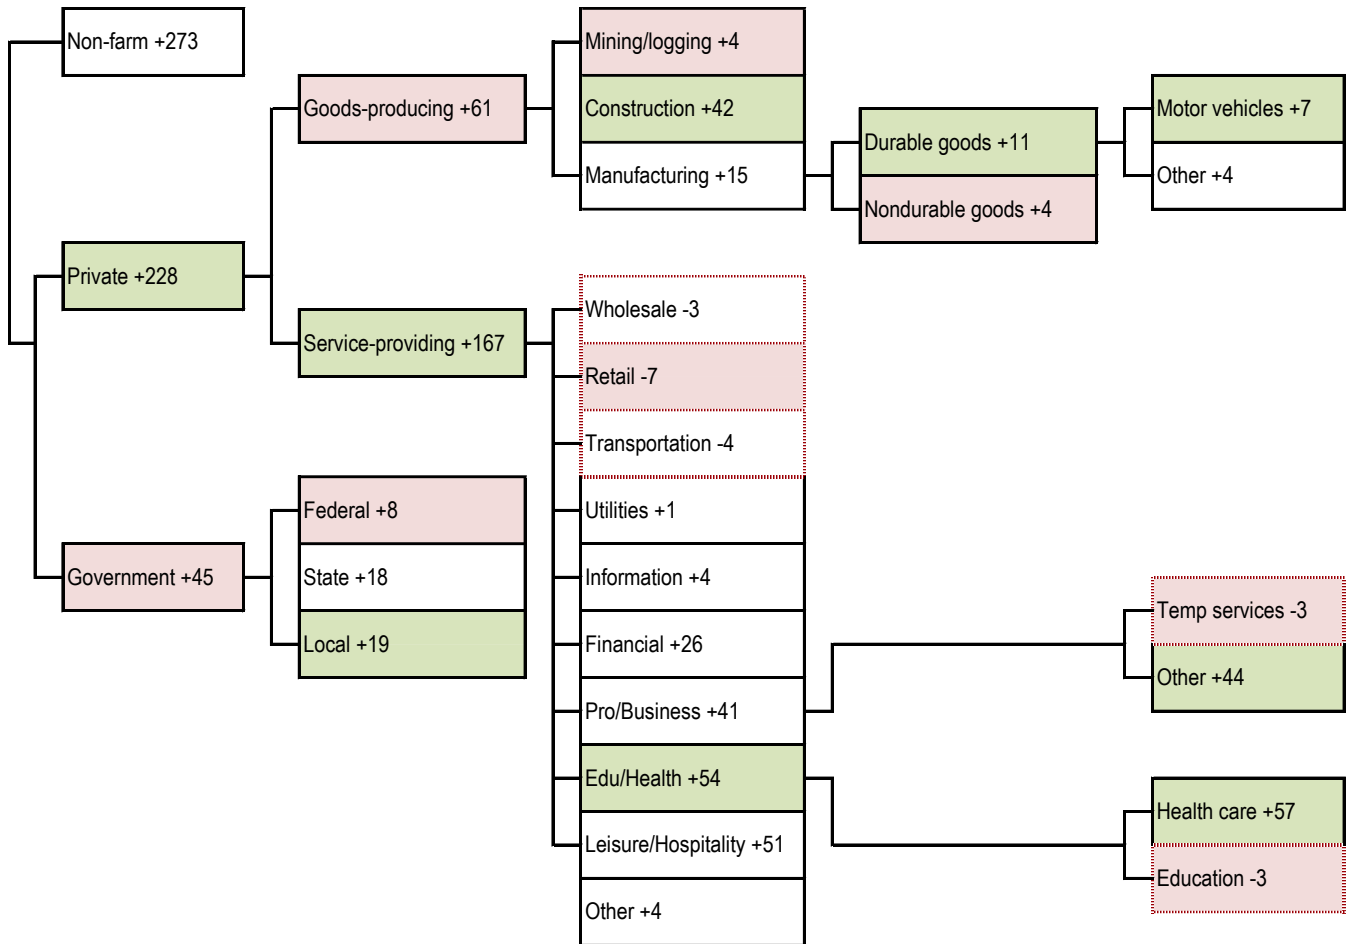 Non-farm +273
Private +228
Government +45
Goods-producing +61
Service-providing +167
Federal +8
State +18
Local +19
Mining/logging +4
Construction +42
Manufacturing +15
Wholesale -3
Retail -7
Transportation -4
Utilities +1
Information +4
Financial +26
Pro/Business +41
Edu/Health +54
Leisure/Hospitality +51
Other +4
Durable goods +11
Nondurable goods +4
Motor vehicles +7
Other +4
Temp services -3
Other +44
Health care +57
Education -3